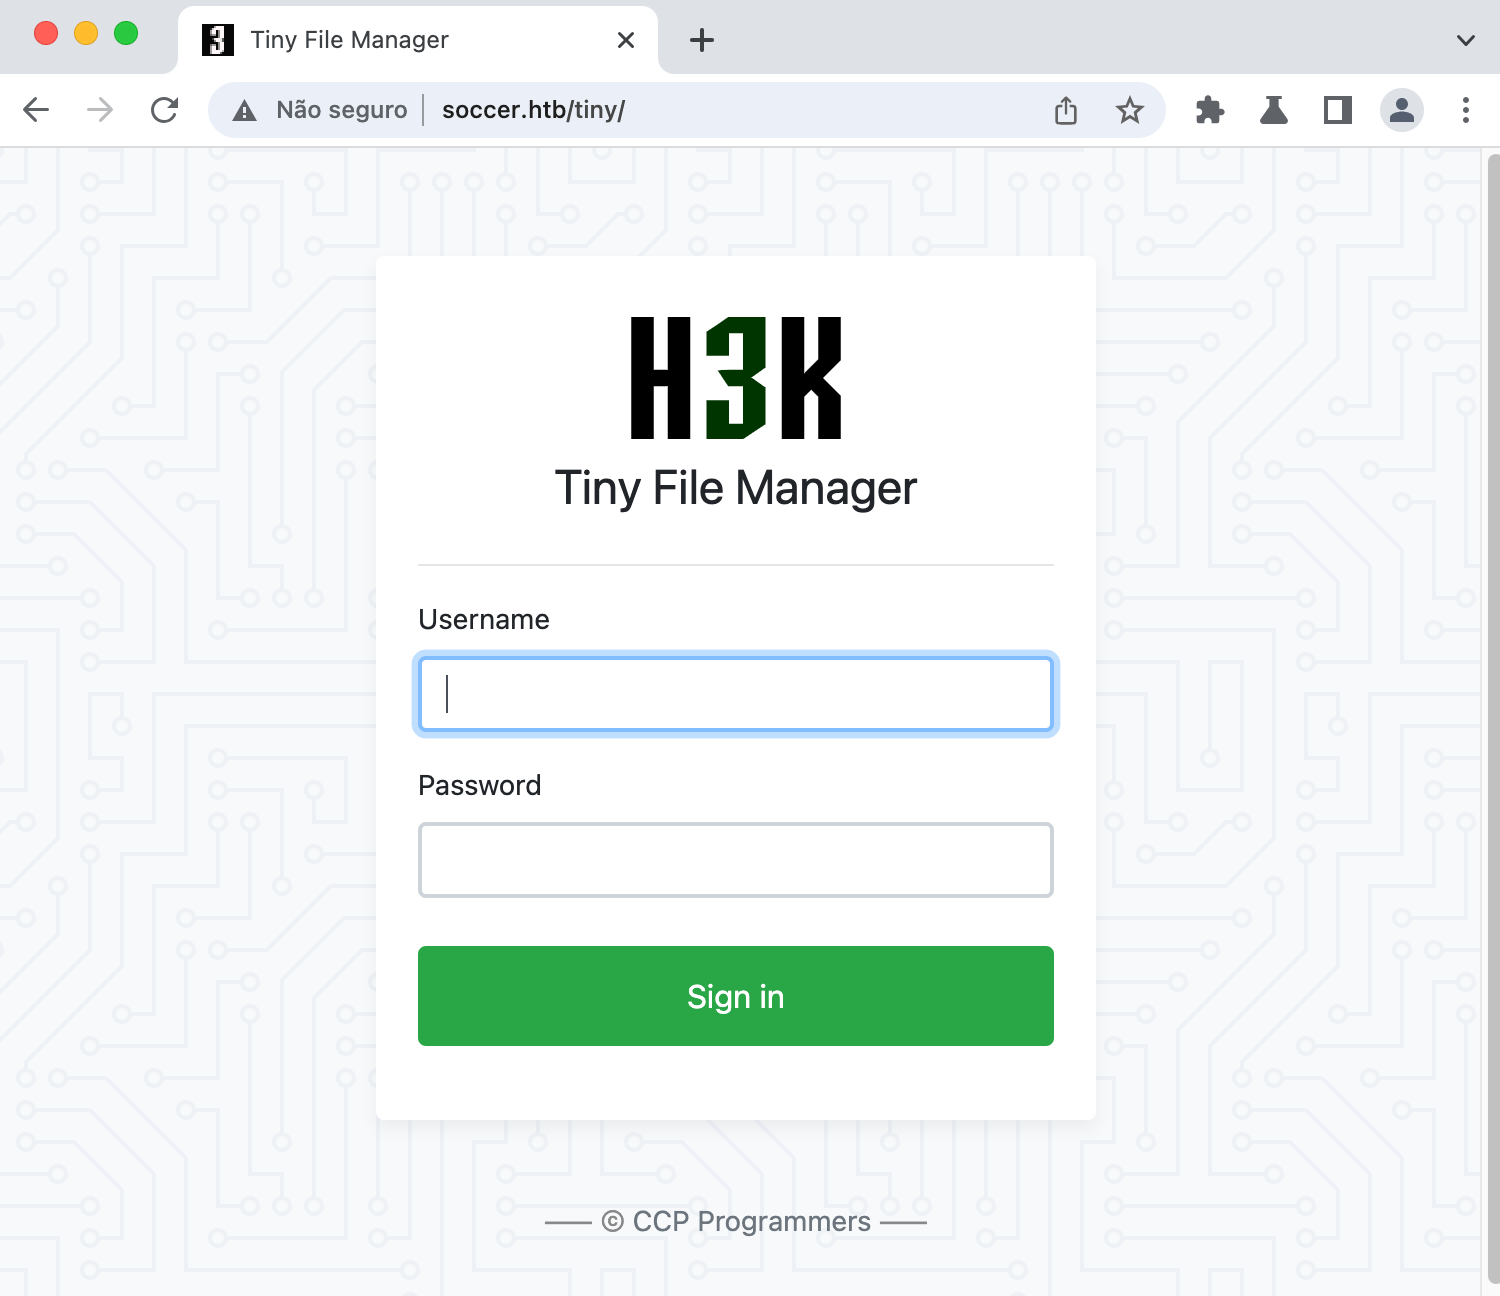 Tiny File Manager
Não seguro | soccer.htb/tiny/
H3K
Tiny File Manager
Username
Password
Sign in
© CCP Programmers